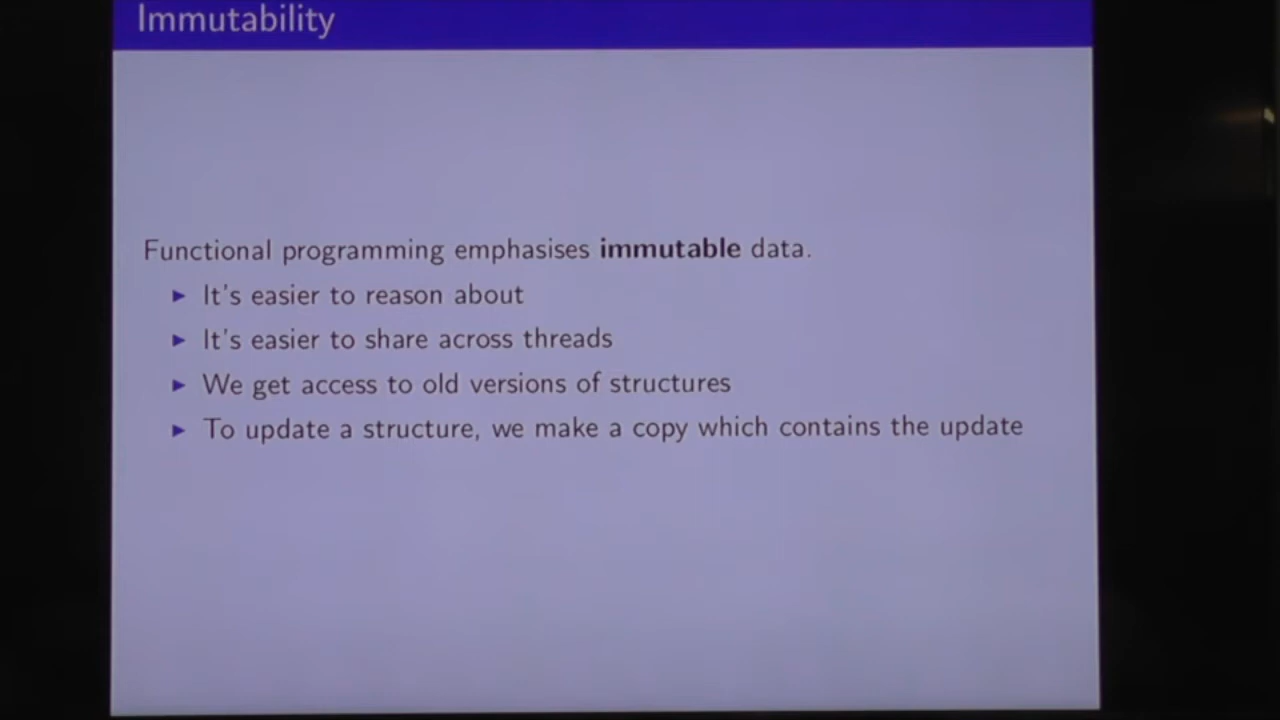 Immutability
Functional programming emphasises immutable data.
It's easier to reason about
It's easier to share across threads
We get access to old versions of structures
To update a structure, we make a copy which contains the update